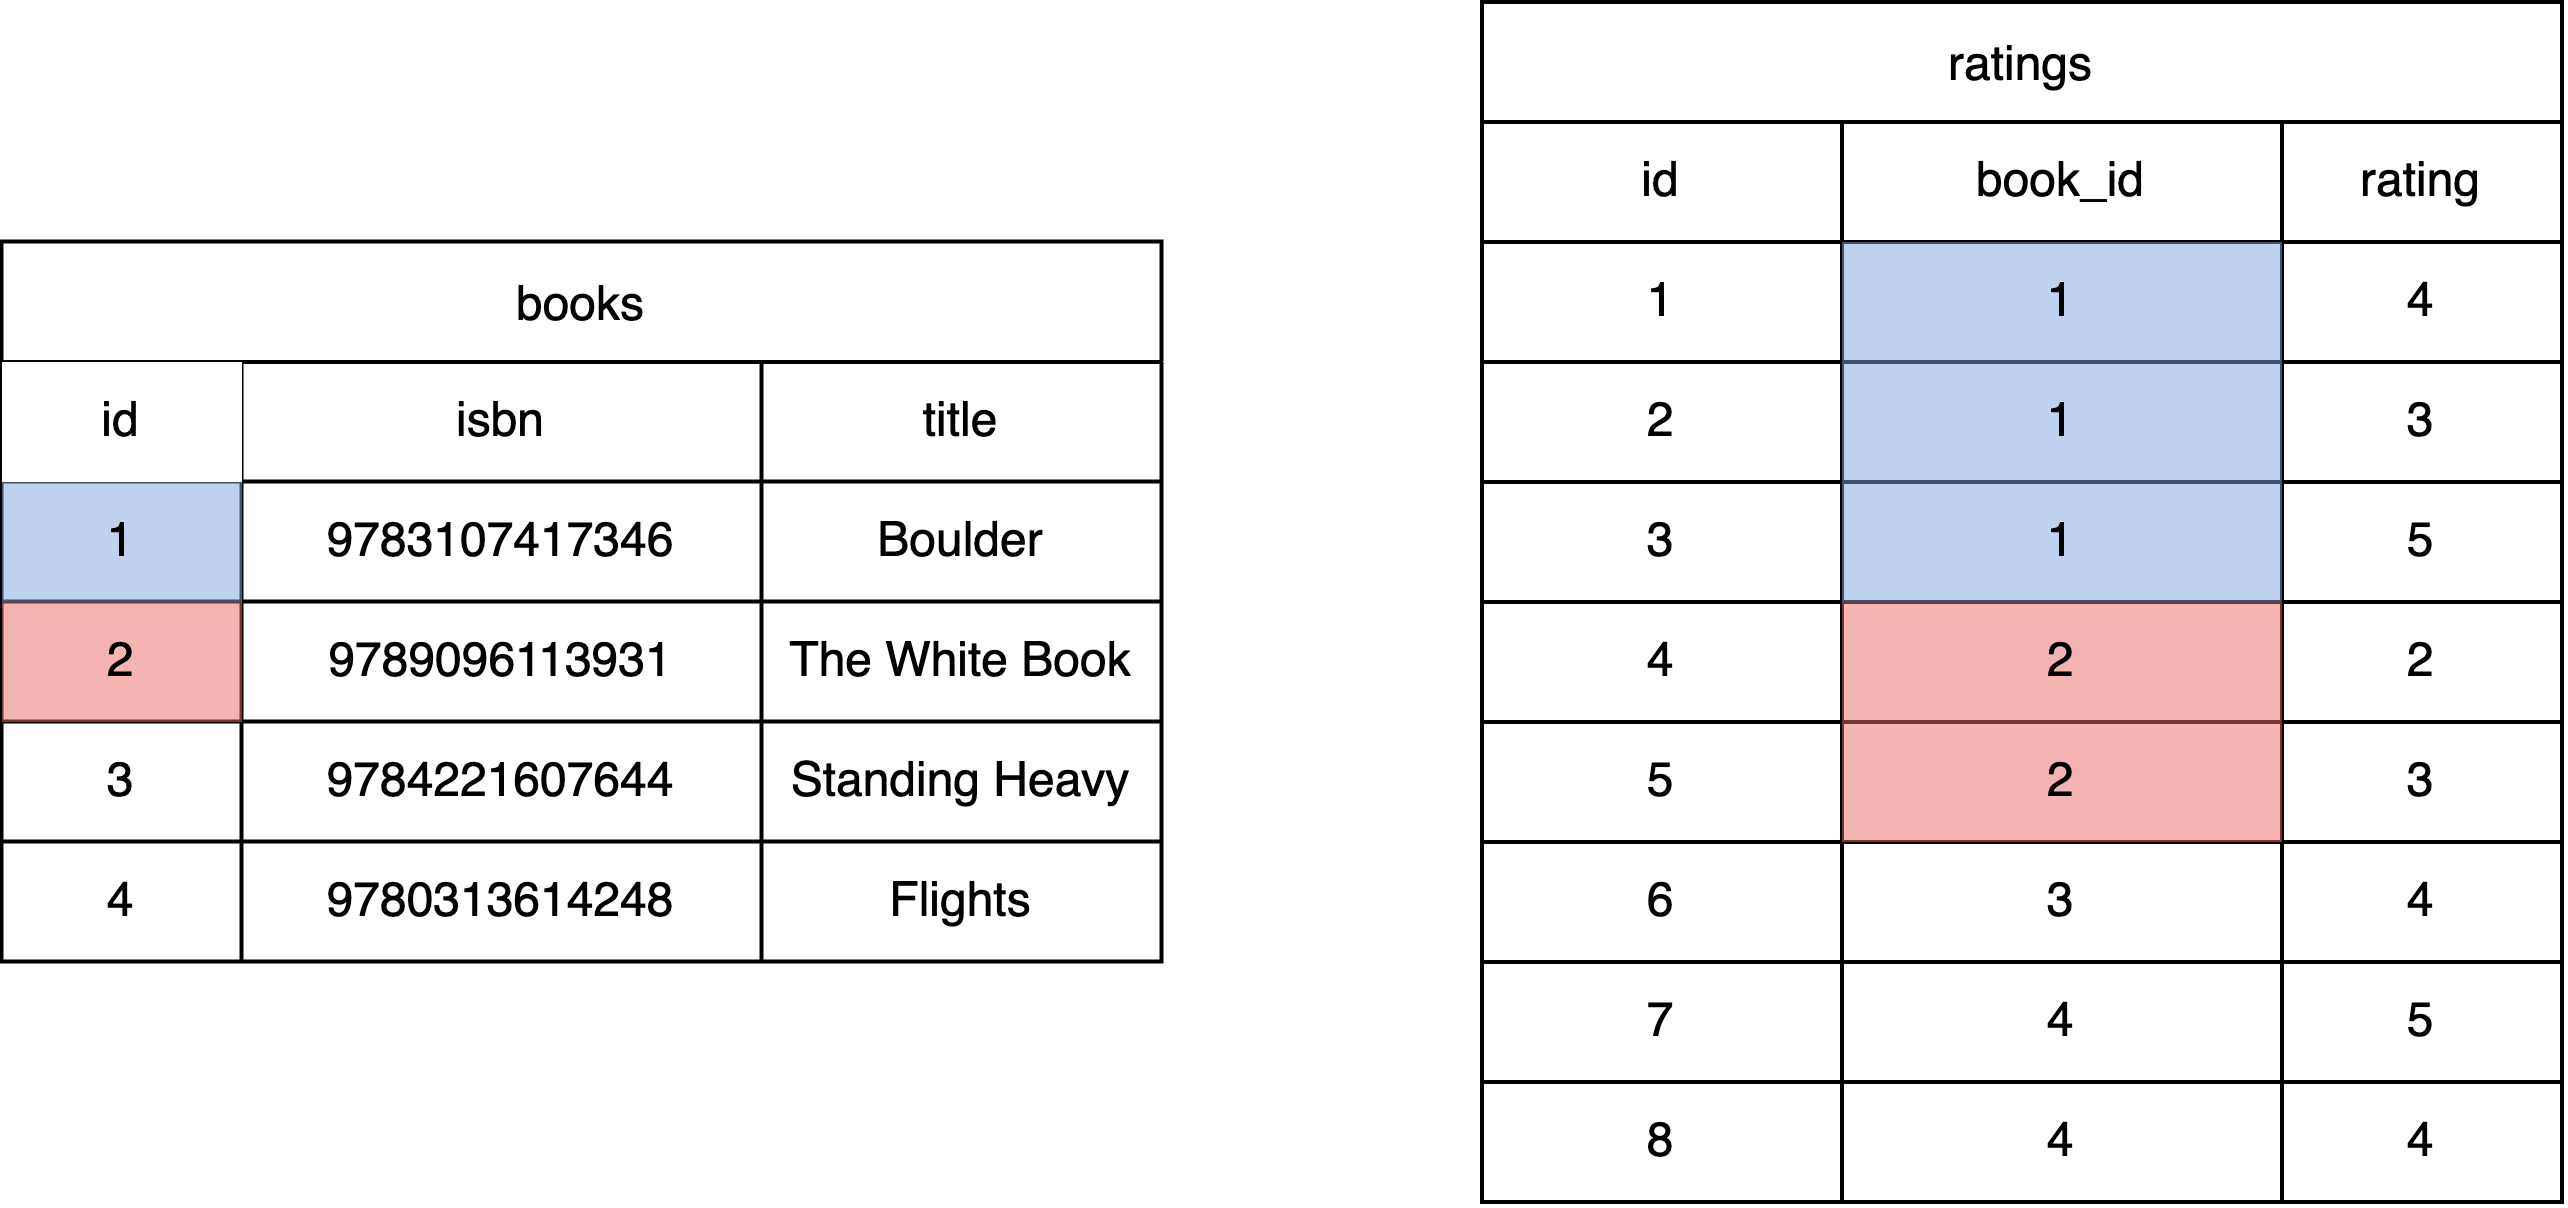 books
id isbn title
1 9783107417346 Boulder
2 9789096113931 The White Book
3 9784221607644 Standing Heavy
4 9780313614248 Flights
ratings
id book_id rating
1 1 4
2 1 3
3 1 5
4 2 2
5 2 3
6 3 4
7 4 5
8 4 4